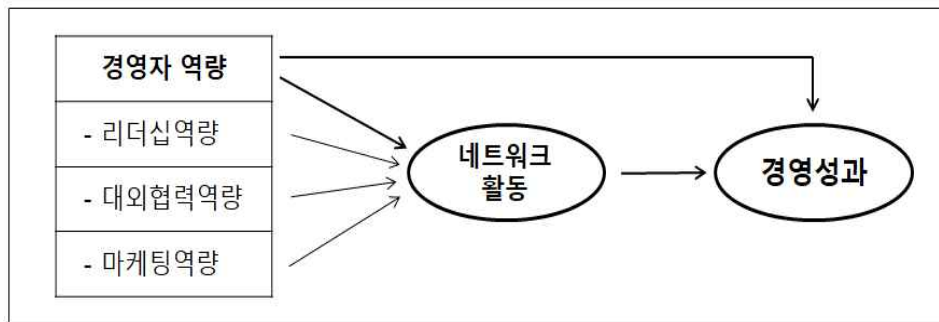 경영자 역량
- 리더십역량
- 대외협력역량
- 마케팅역량
네트워크
활동
경영성과